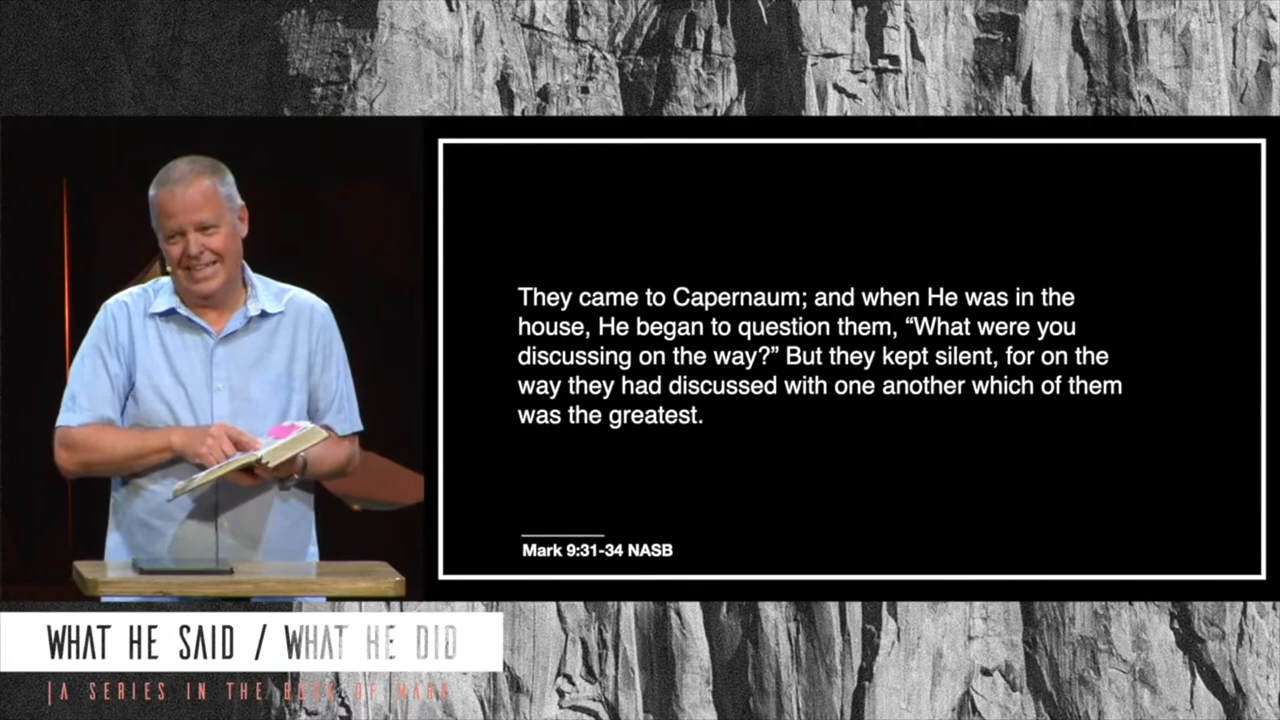 They came to Capernaum; and when He was in the
house, He began to question them, “What were you
discussing on the way?” But they kept silent, for on the
way they had discussed with one another which of them
was the greatest.
Mark 9:31-34 NASB
WHAT HE SAID / WHAT HE DID
|A SERIES IN THE BOOK OF MARK